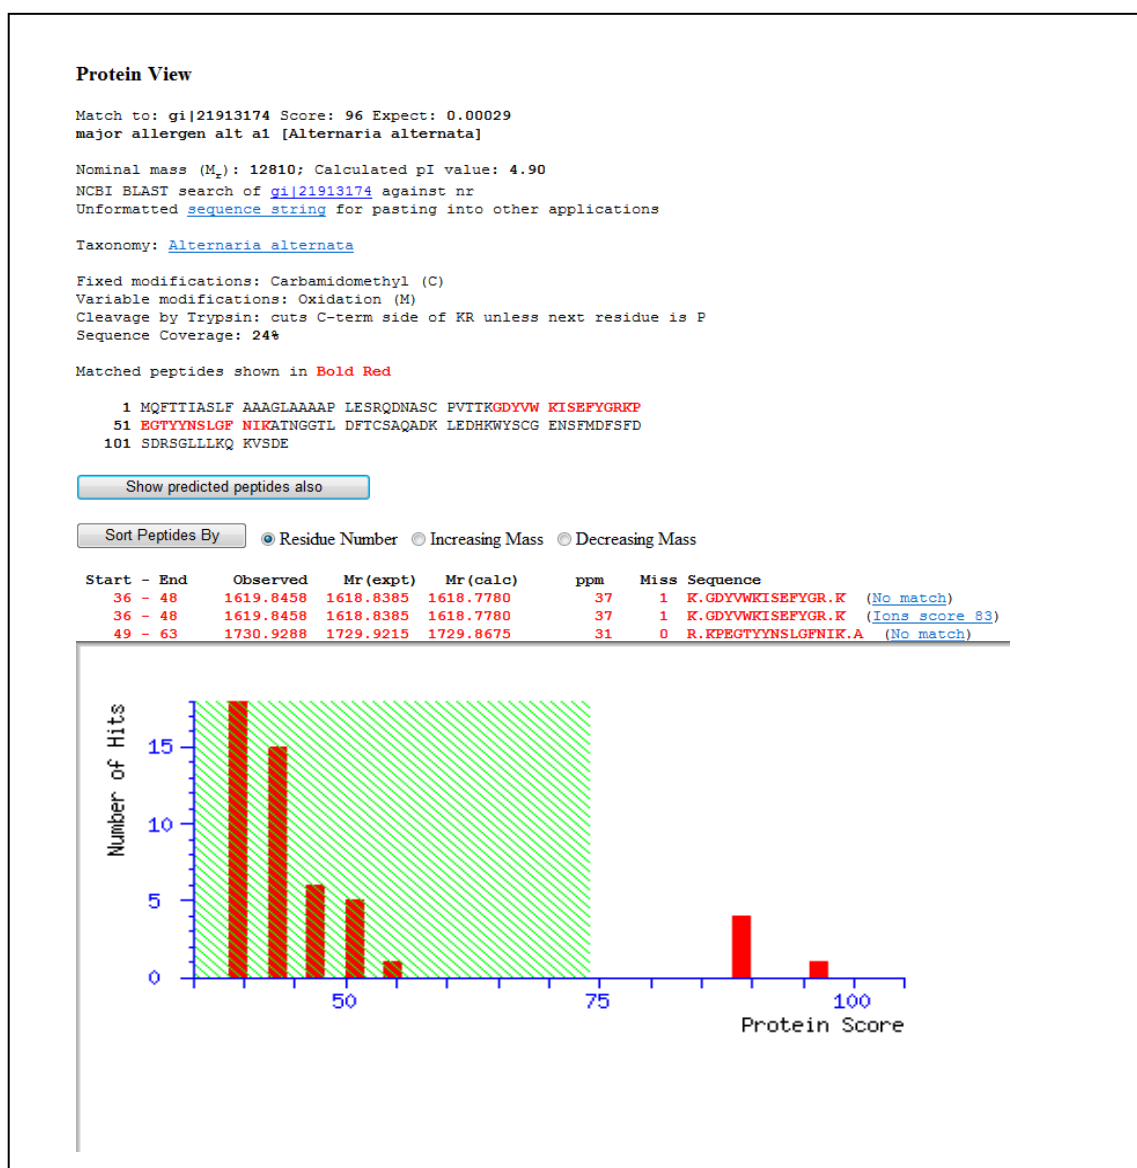 Protein View
Match to: gi|21913174 Score: 96 Expect: 0.00029
major allergen alt a1 [Alternaria alternata]
Nominal mass (Mr): 12810; Calculated pI value: 4.90
NCBI BLAST search of gi|21913174 against nr
Unformatted sequence string for pasting into other applications
Taxonomy: Alternaria alternata
Fixed modifications: Carbamidomethyl (C)
Variable modifications: Oxidation (M)
Cleavage by Trypsin: cuts C-term side of KR unless next residue is P
Sequence Coverage: 24%
Matched peptides shown in Bold Red
1 MQFTTIASLF AAAGLAAAAP LESRQDNASC PVTTKGDYVW KISEFYGRKP
51 EGTYYNSLGF NIKATNGGTL DFTCSAQADK LEDHKWYSCG ENSFMDFSFD
101 SDRSGLLLKQ KVSDE
Show predicted peptides also
Sort Peptides By Residue Number Increasing Mass Decreasing Mass
Start - End Observed Mr(expt) Mr(calc) ppm Miss Sequence
36 - 48 1619.8458 1618.8385 1618.7780 37 1 K.GDYVWKISEFYGR.K (No match)
36 - 48 1619.8458 1618.8385 1618.7780 37 1 K.GDYVWKISEFYGR.K (Ions score 83)
49 - 63 1730.9288 1729.9215 1729.8675 31 0 R.KPEGTYYNSLGFNIK.A (No match)
Number of Hits
15
10
5
0
50 75 100
Protein Score